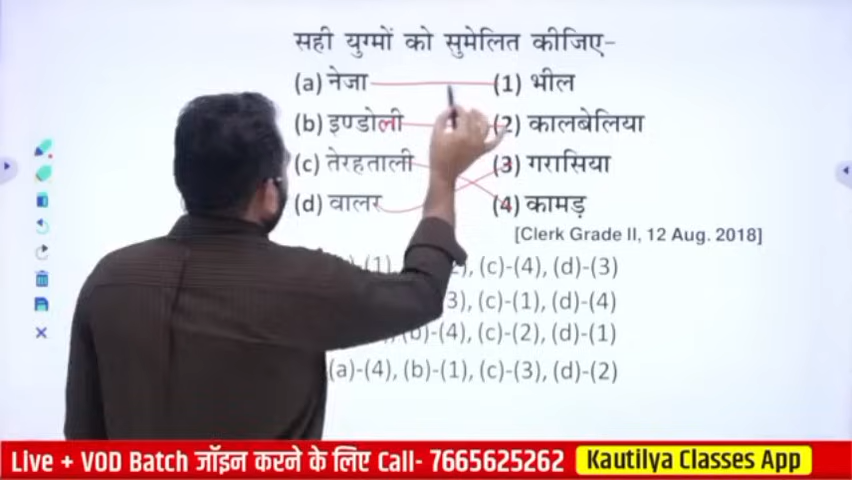 सही युग्मों को सुमेलित कीजिए-
(a) नेजा (1) भील
(b) इण्डोली (2) कालबेलिया
(c) तेरहताली (3) गरासिया
(d) वालर (4) कामड़
[Clerk Grade II, 12 Aug. 2018]
(1), (c)-(4), (d)-(3)
3), (c)-(1), (d)-(4)
(b)-(4), (c)-(2), (d)-(1)
(a)-(4), (b)-(1), (c)-(3), (d)-(2)
Live + VOD Batch जॉइन करने के लिए Call- 7665625262 Kautilya Classes App